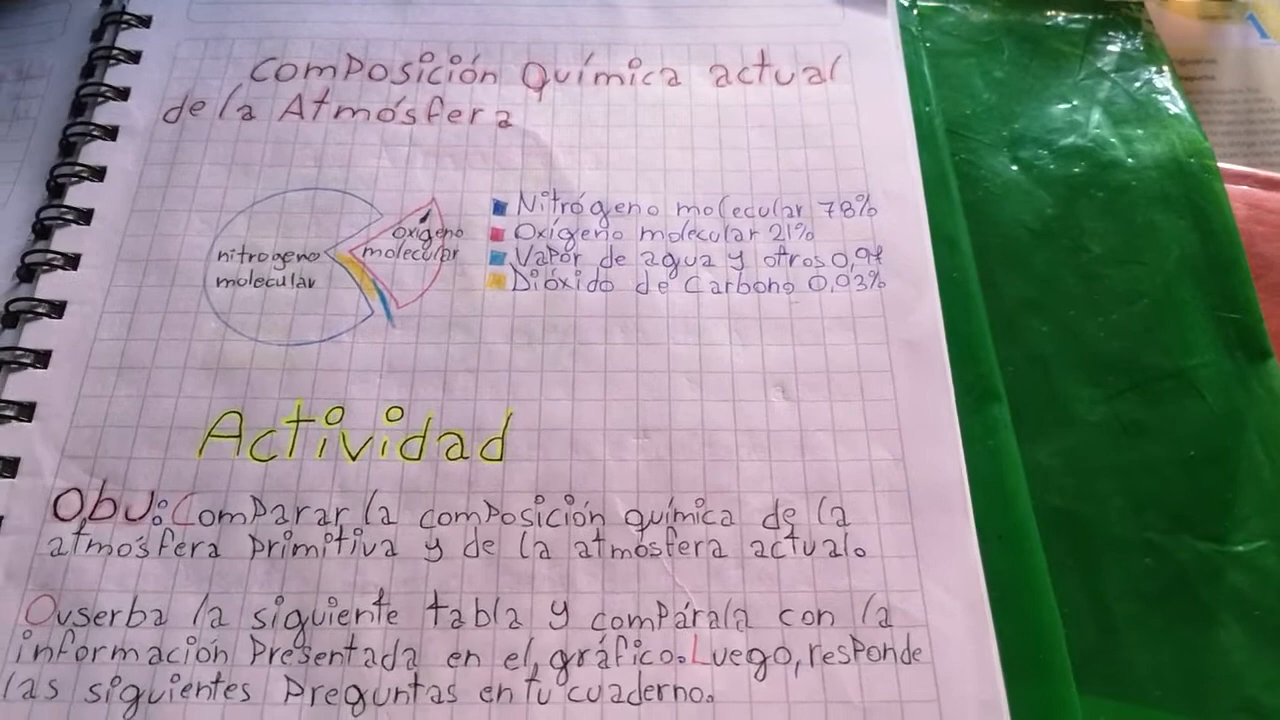 Composición Química actual
de la Atmósfera
nitrogeno
molecular
oxígeno
molecular
Nitrógeno molecular 78%
Oxígeno molecular 21%
Vapor de agua y otros 0,9%
Dióxido de Carbono 0,03%
Actividad
Obu: Comparar la composición química de la
atmósfera primitiva y de la atmósfera actual.
Ovserba la siguiente tabla y compárala con la
información Presentada en el gráfico. Luego, responde
las siguientes Preguntas en tu cuaderno.